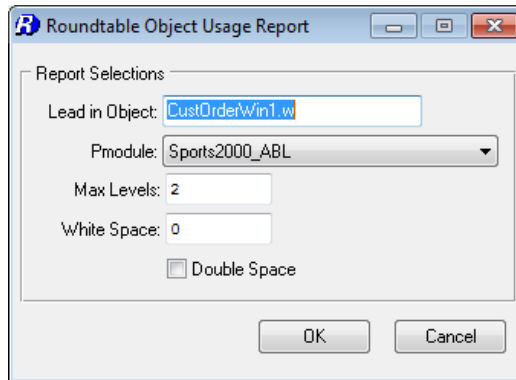 Roundtable Object Usage Report
Report Selections
Lead in Object: CustOrderWin1.w
Pmodule: Sports2000_ABL
Max Levels: 2
White Space: 0
Double Space
OK Cancel